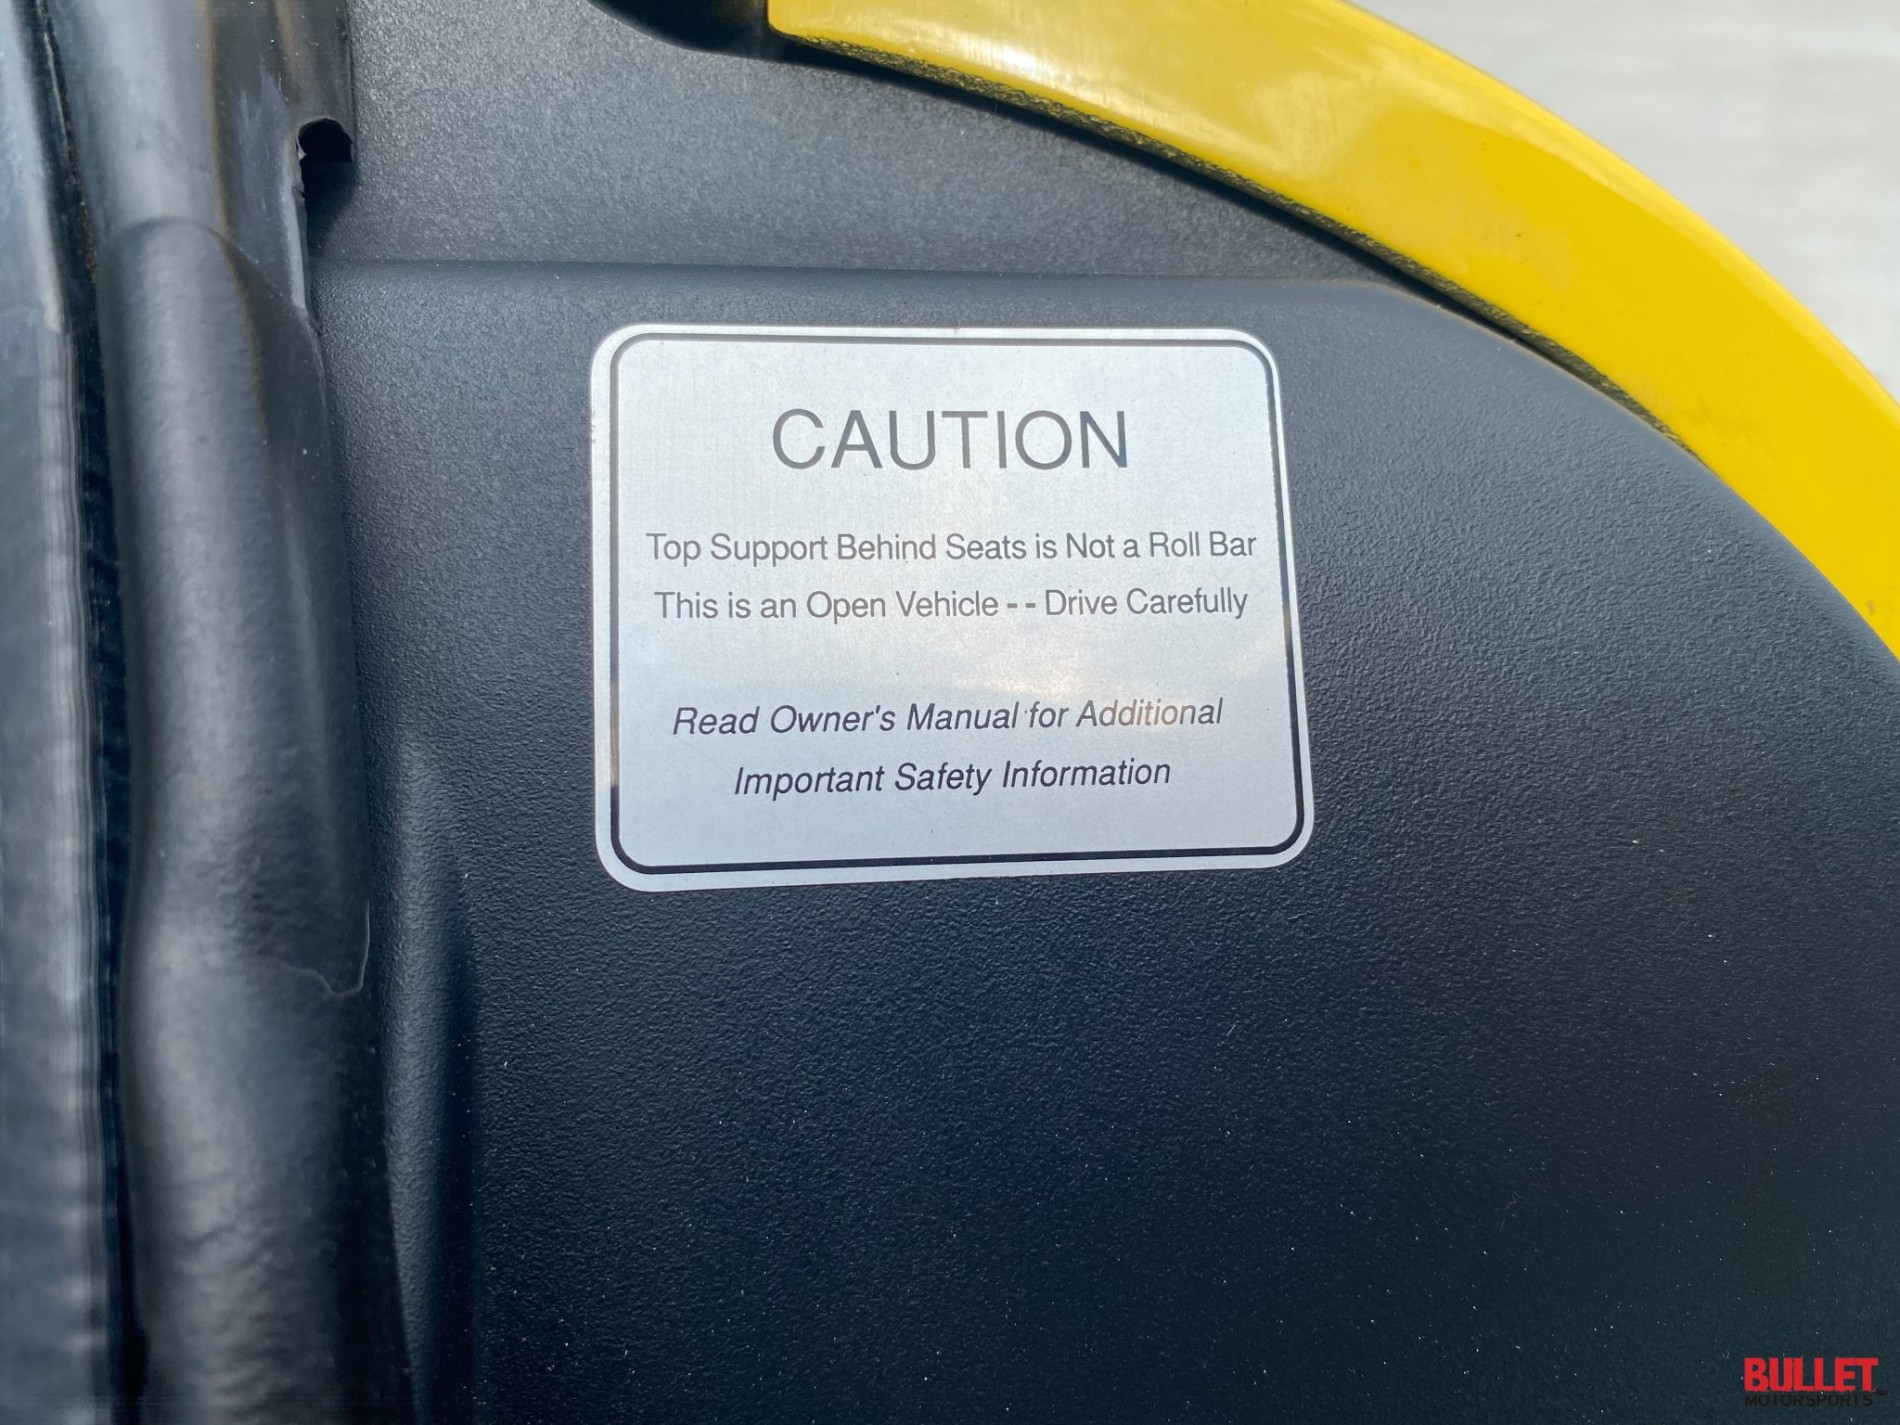 CAUTION
Top Support Behind Seats is Not a Roll Bar
This is an Open Vehicle - - Drive Carefully
Read Owner's Manual for Additional
Important Safety Information
BULLET
MOTORSPORTS